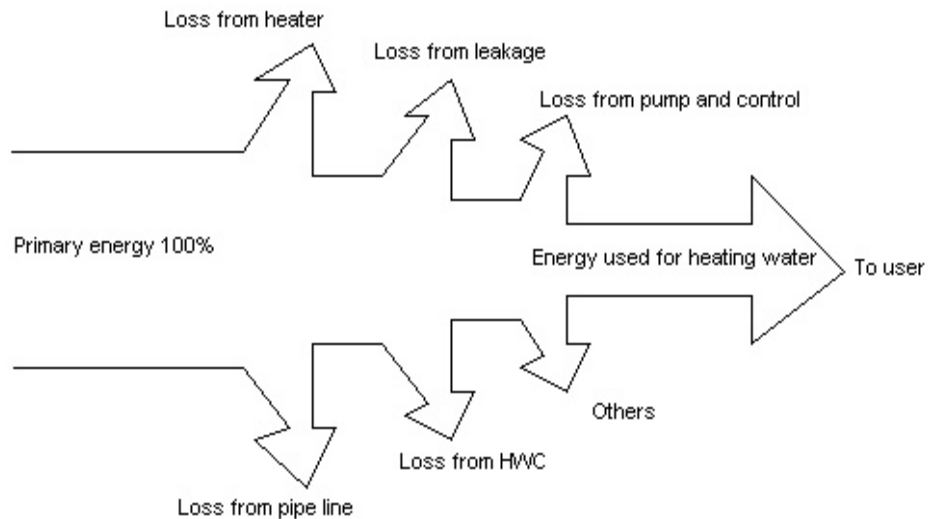 Loss from heater
Loss from leakage
Loss from pump and control
Primary energy 100%
Energy used for heating water
To user
Others
Loss from HWC
Loss from pipe line